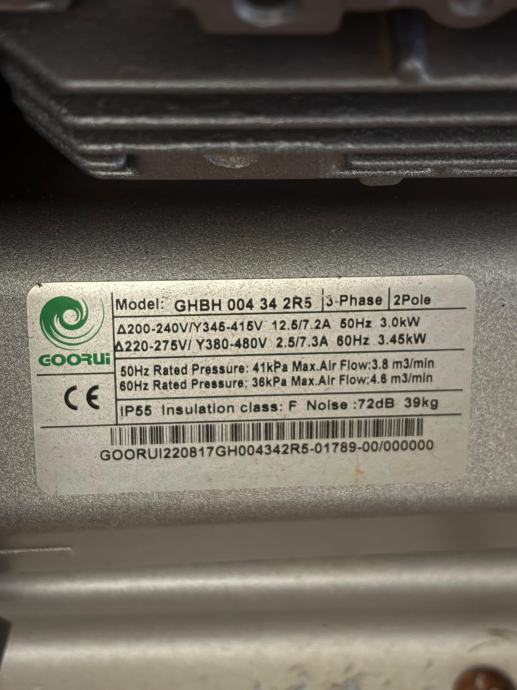 GOORUI
Model: GHBH 004 34 2R5 3-Phase 2Pole
Δ200-240V/Y345-415V 12.5/7.2A 50Hz 3.0kW
Δ220-275V/ Y380-480V 2.5/7.3A 60Hz 3.45kW
50Hz Rated Pressure: 41kPa Max.Air Flow:3.8 m3/min
60Hz Rated Pressure: 36kPa Max.Air Flow:4.6 m3/min
CE
IP55 Insulation class: F Noise :72dB 39kg
GOORUI220817GH004342R5-01789-00/000000